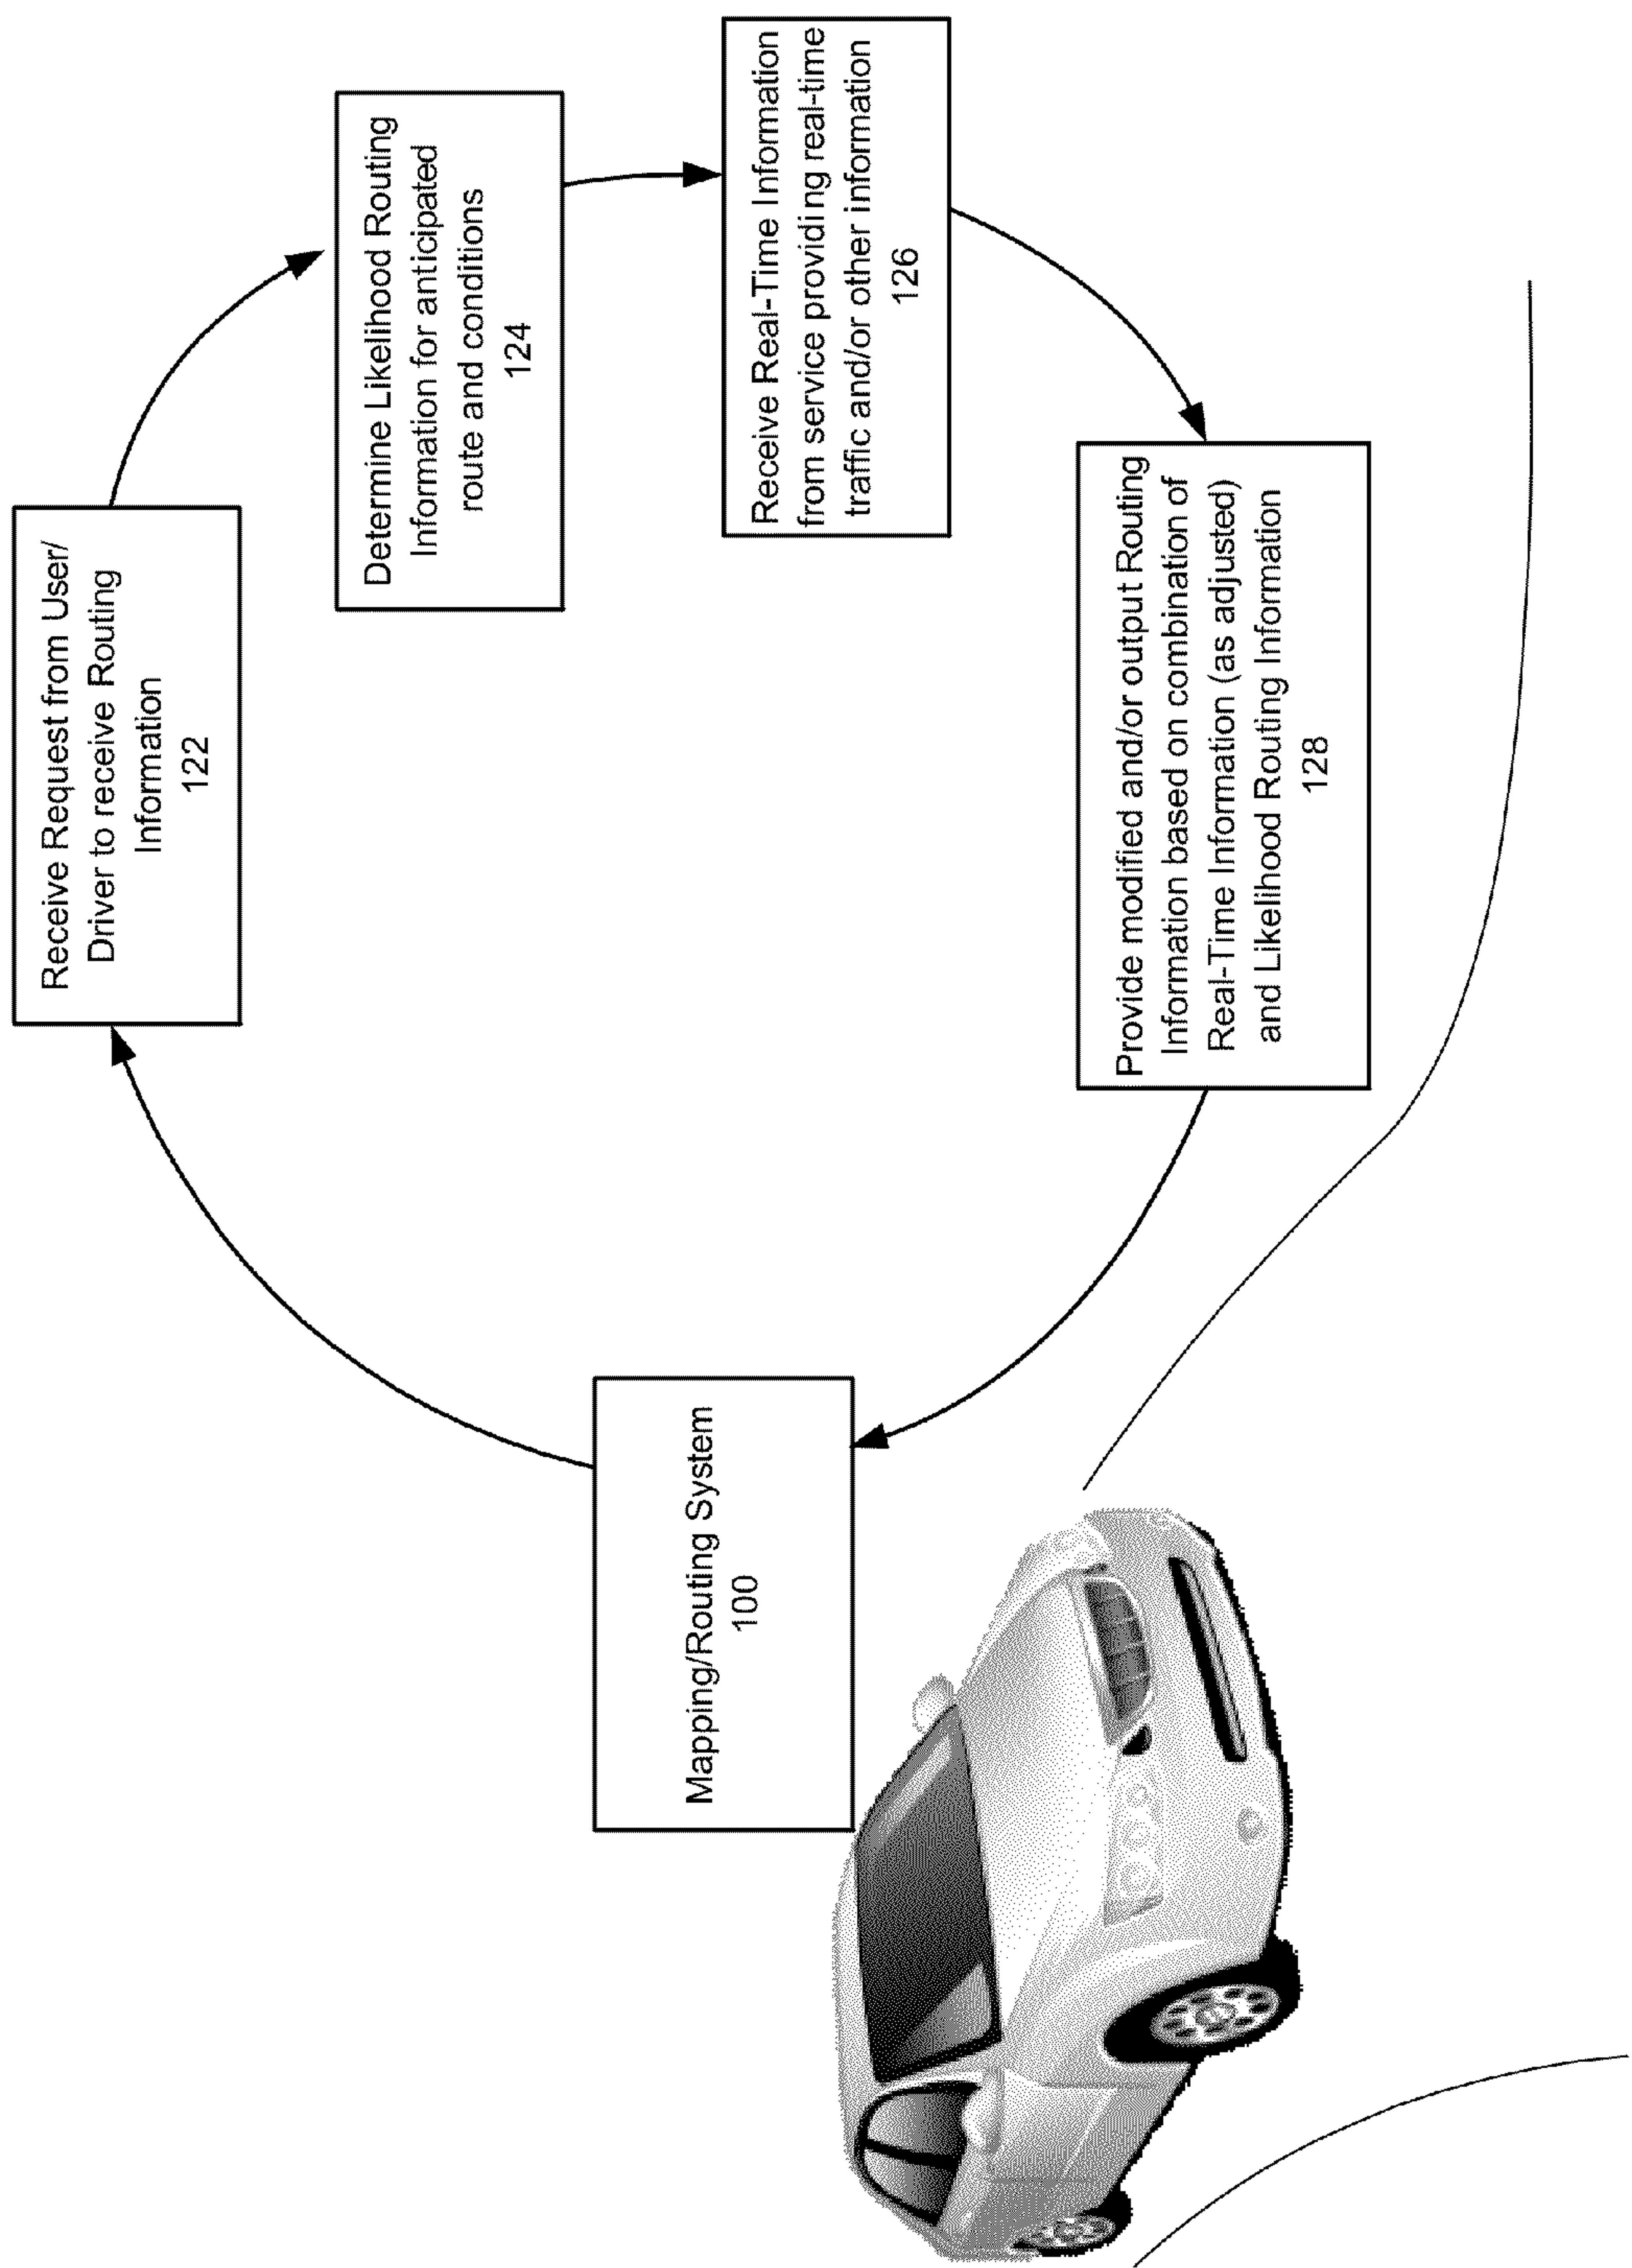 Receive Request from User/
Driver to receive Routing
Information
122
Determine Likelihood Routing
Information for anticipated
route and conditions
124
Receive Real-Time Information
from service providing real-time
traffic and/or other information
126
Provide modified and/or output Routing
Information based on combination of
Real-Time Information (as adjusted)
and Likelihood Routing Information
128
Mapping/Routing System
100